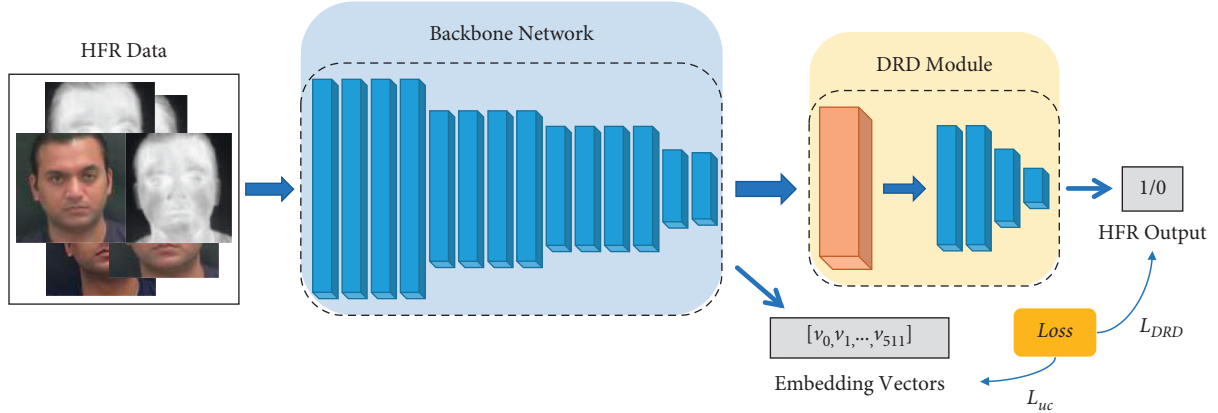 HFR Data
Backbone Network
DRD Module
1/0
HFR Output
[v0,v1,...,v511]
Embedding Vectors
Loss
LDRD
Luc